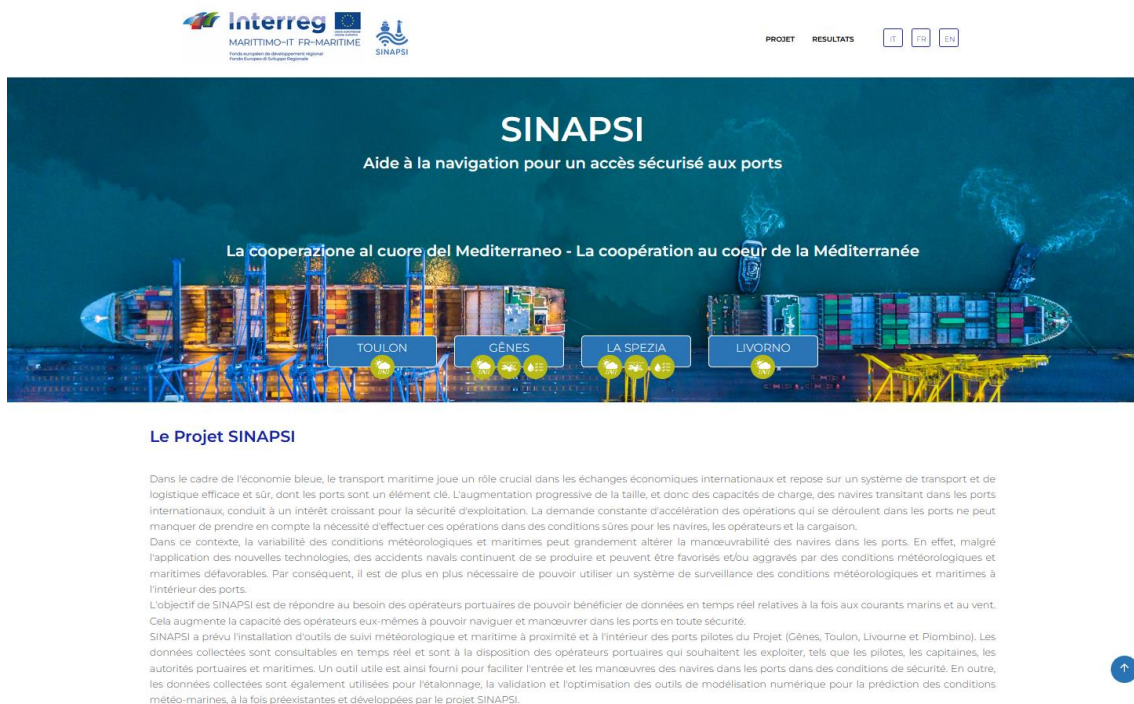 Interreg
UNION EUROPÉENNE
UNIONE EUROPEA
MARITTIMO-IT FR-MARITIME
Fonds européen de développement régional
Fondo Europeo di Sviluppo Regionale
SINAPSI
PROJET RESULTATS IT FR EN
SINAPSI
Aide à la navigation pour un accès sécurisé aux ports
La cooperazione al cuore del Mediterraneo - La coopération au coeur de la Méditerranée
TOULON GÊNES LA SPEZIA LIVORNO
Le Projet SINAPSI
Dans le cadre de l'économie bleue, le transport maritime joue un rôle crucial dans les échanges économiques internationaux et repose sur un système de transport et de
logistique efficace et sûr, dont les ports sont un élément clé. L'augmentation progressive de la taille, et donc des capacités de charge, des navires transitant dans les ports
internationaux, conduit à un intérêt croissant pour la sécurité d'exploitation. La demande constante d'accélération des opérations qui se déroulent dans les ports ne peut
manquer de prendre en compte la nécessité d'effectuer ces opérations dans des conditions sûres pour les navires, les opérateurs et la cargaison.
Dans ce contexte, la variabilité des conditions météorologiques et maritimes peut grandement altérer la manœuvrabilité des navires dans les ports. En effet, malgré
l'application des nouvelles technologies, des accidents navals continuent de se produire et peuvent être favorisés et/ou aggravés par des conditions météorologiques et
maritimes défavorables. Par conséquent, il est de plus en plus nécessaire de pouvoir utiliser un système de surveillance des conditions météorologiques et maritimes à
l'intérieur des ports.
L'objectif de SINAPSI est de répondre au besoin des opérateurs portuaires de pouvoir bénéficier de données en temps réel relatives à la fois aux courants marins et au vent.
Cela augmente la capacité des opérateurs eux-mêmes à pouvoir naviguer et manœuvrer dans les ports en toute sécurité.
SINAPSI a prévu l'installation d'outils de suivi météorologique et maritime à proximité et à l'intérieur des ports pilotes du Projet (Gênes, Toulon, Livourne et Piombino). Les
données collectées sont consultables en temps réel et sont à la disposition des opérateurs portuaires qui souhaitent les exploiter, tels que les pilotes, les capitaines, les
autorités portuaires et maritimes. Un outil utile est ainsi fourni pour faciliter l'entrée et les manœuvres des navires dans les ports dans des conditions de sécurité. En outre,
les données collectées sont également utilisées pour l'étalonnage, la validation et l'optimisation des outils de modélisation numérique pour la prédiction des conditions
météo-marines, à la fois préexistantes et développées par le projet SINAPSI.